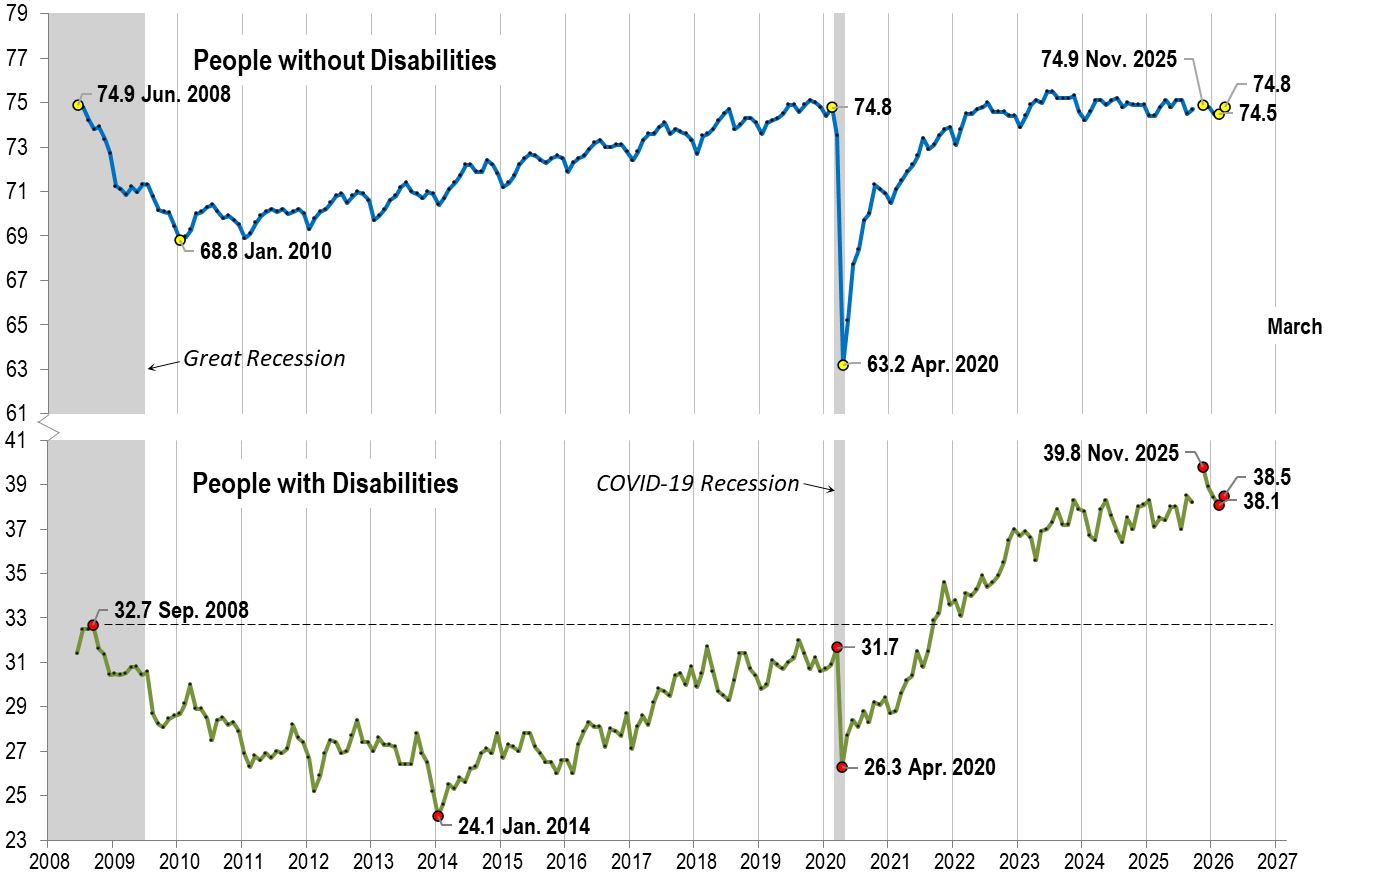 79
77
People without Disabilities
74.9 Nov. 2025
74.9 Jun. 2008
74.8
75
74.8
74.5
73
71
69
68.8 Jan. 2010
67
65
March
Great Recession
63
63.2 Apr. 2020
61
41
39.8 Nov. 2025
39
People with Disabilities
COVID-19 Recession
38.5
38.1
37
35
33
32.7 Sep. 2008
31
31.7
29
27
26.3 Apr. 2020
25
24.1 Jan. 2014
23
2008 2009 2010 2011 2012 2013 2014 2015 2016 2017 2018 2019 2020 2021 2022 2023 2024 2025 2026 2027